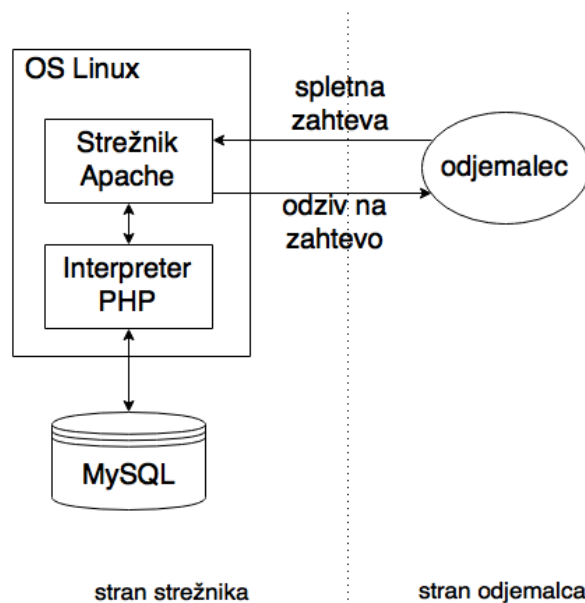 OS Linux
spletna
zahteva
Strežnik
Apache
odjemalec
odziv na
zahtevo
Interpreter
PHP
MySQL
stran strežnika
stran odjemalca